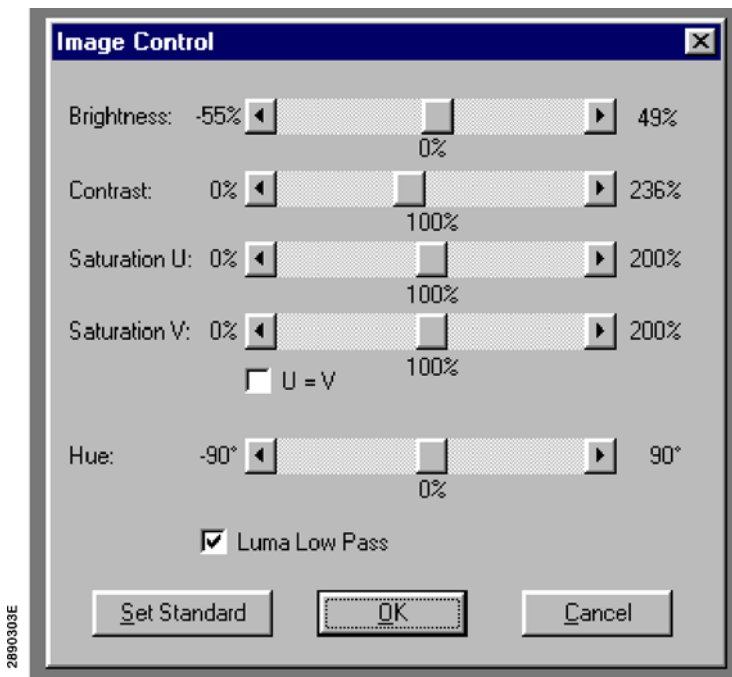 Image Control
Brightness: -55% 49%
0%
Contrast: 0% 236%
100%
Saturation U: 0% 200%
100%
Saturation V: 0% 200%
100%
U = V
Hue: -90° 90°
0%
Luma Low Pass
Set Standard OK Cancel
2890303E